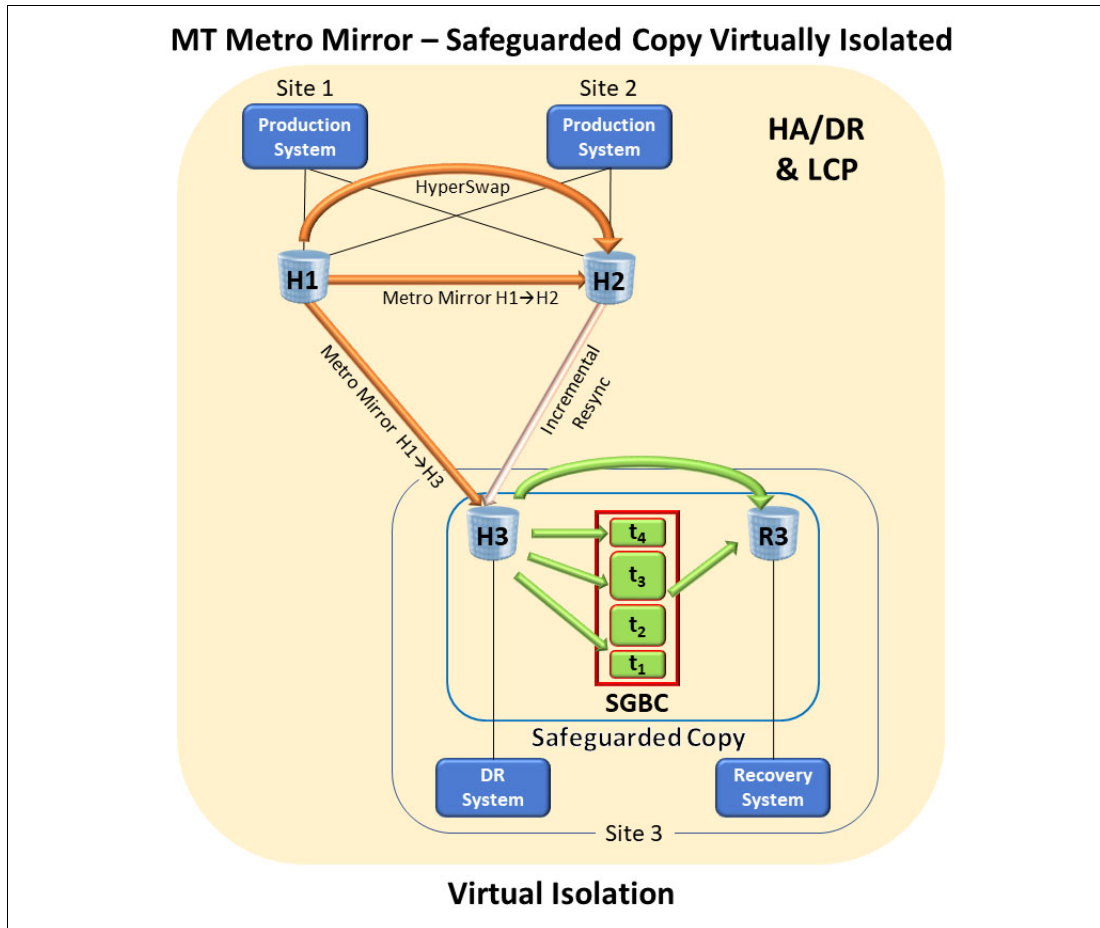 MT Metro Mirror – Safeguarded Copy Virtually Isolated
Site 1
Site 2
Production
System
Production
System
HA/DR
& LCP
HyperSwap
H1
H2
Metro Mirror H1→H2
Metro Mirror H1→H3
Incremental
Resync
H3
t₄
t₃
t₂
t₁
R3
SGBC
Safeguarded Copy
DR
System
Recovery
System
Site 3
Virtual Isolation